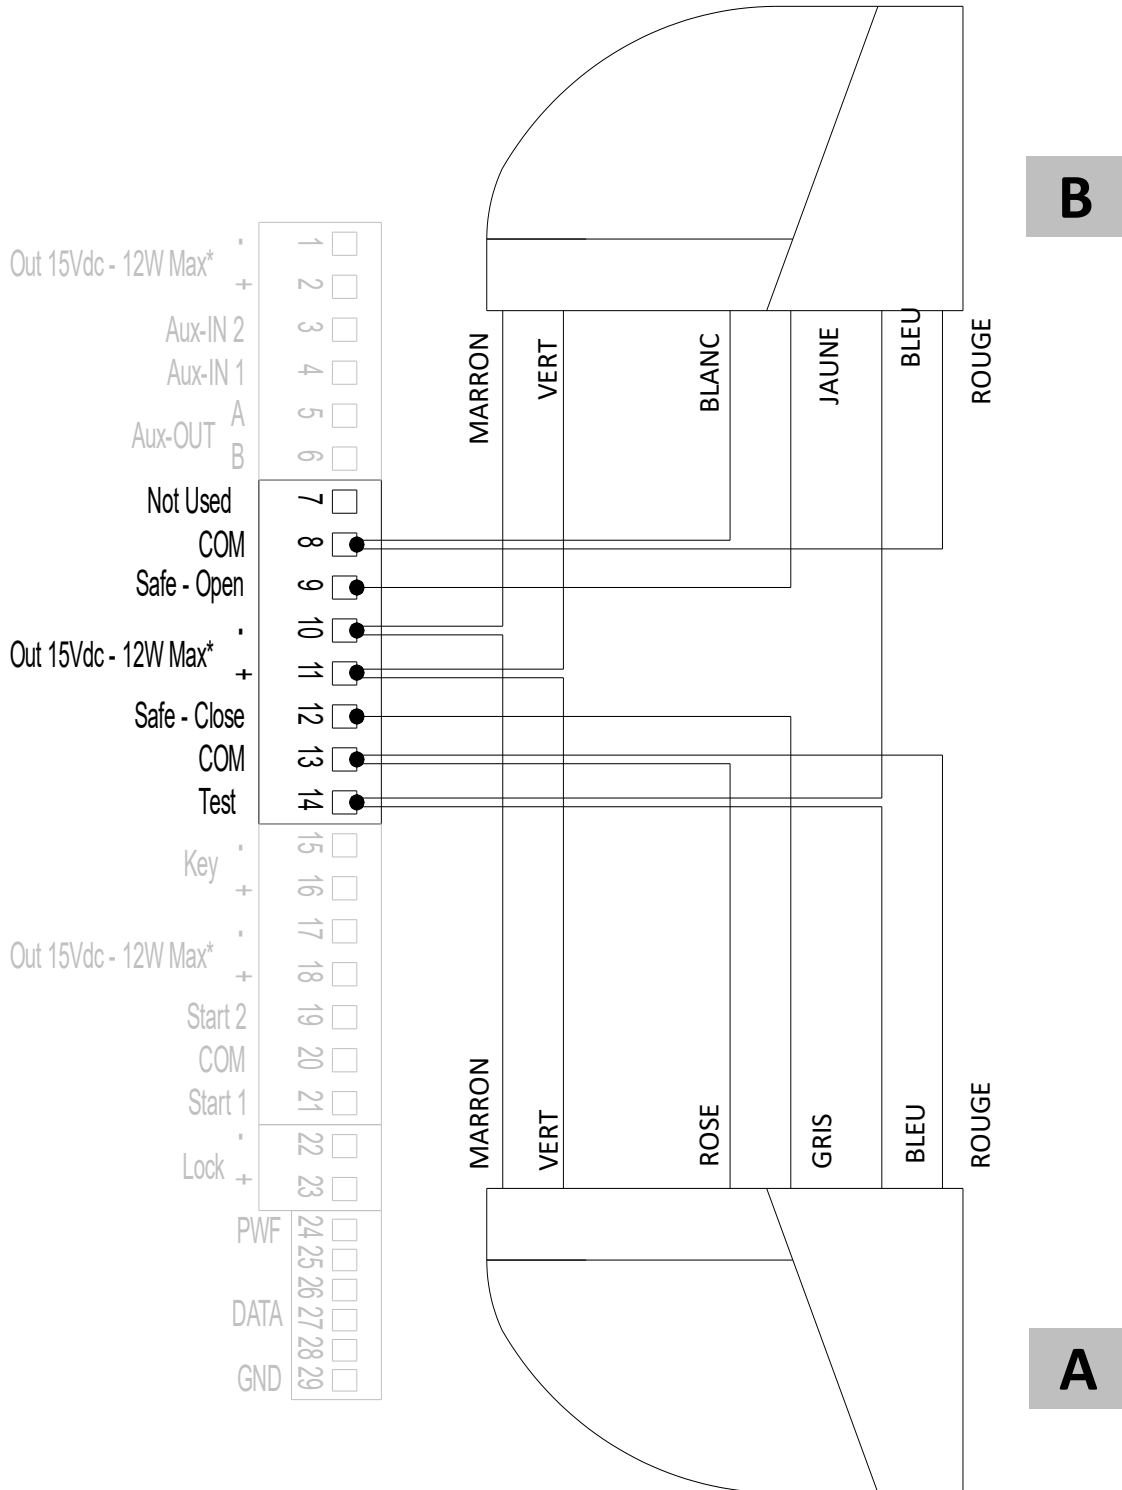 B
Out 15Vdc - 12W Max*
-
+
1
2
Aux-IN 2
3
Aux-IN 1
4
Aux-OUT
A
5
B
6
Not Used
7
COM
8
Safe - Open
9
Out 15Vdc - 12W Max*
-
10
+
11
Safe - Close
12
COM
13
Test
14
Key
-
15
+
16
Out 15Vdc - 12W Max*
-
17
+
18
Start 2
19
COM
20
Start 1
21
Lock
-
22
+
23
PWF
24
25
26
DATA
27
28
GND
29
MARRON
VERT
BLANC
JAUNE
BLEU
ROUGE
MARRON
VERT
ROSE
GRIS
BLEU
ROUGE
A